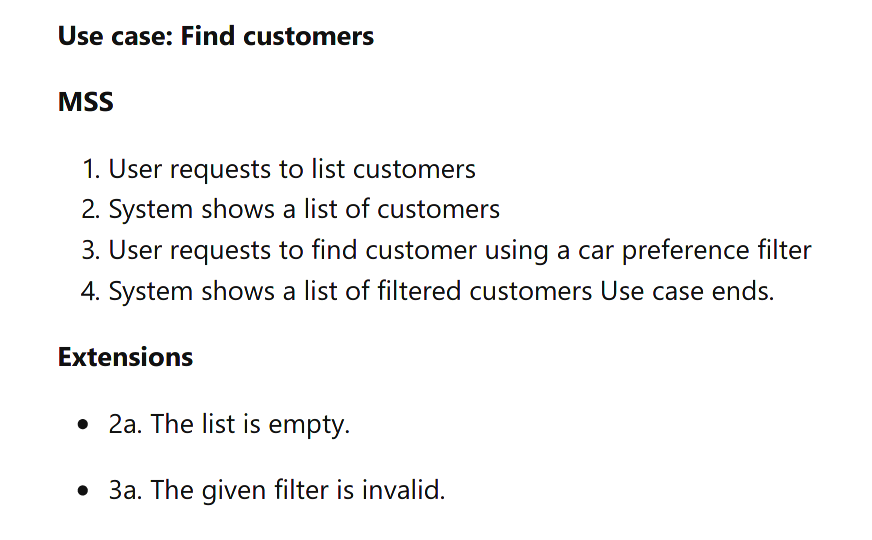 Use case: Find customers
MSS
1. User requests to list customers
2. System shows a list of customers
3. User requests to find customer using a car preference filter
4. System shows a list of filtered customers Use case ends.
Extensions
• 2a. The list is empty.
• 3a. The given filter is invalid.